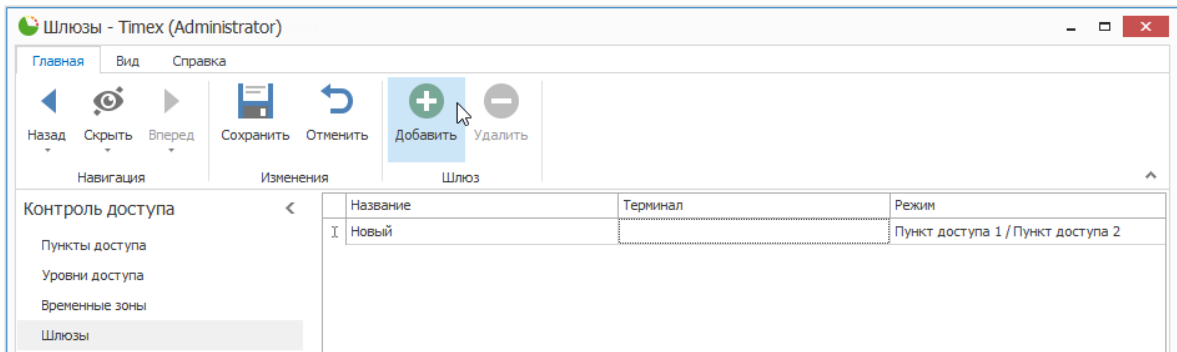 Шлюзы - Timex (Administrator)
Главная Вид Справка
Назад Скрыть Вперед Сохранить Отменить Добавить Удалить
Навигация Изменения Шлюз
Контроль доступа
Пункты доступа
Уровни доступа
Временные зоны
Шлюзы
Название Терминал Режим
Новый Пункт доступа 1 / Пункт доступа 2